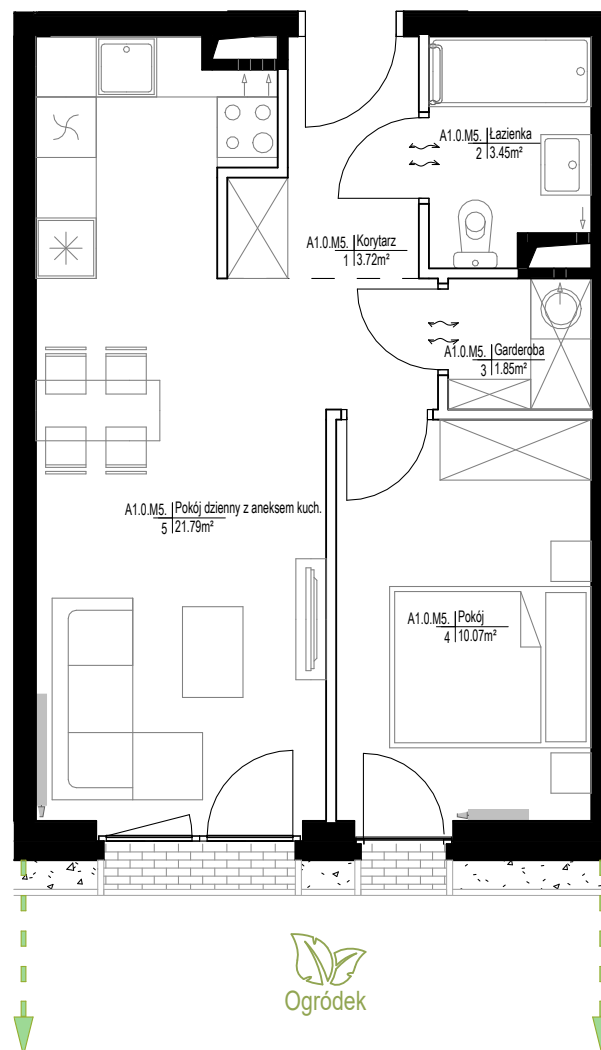 A1.0.M5. Łazienka
2 3.45m²
A1.0.M5. Korytarz
1 3.72m²
A1.0.M5. Garderoba
3 1.85m²
A1.0.M5. Pokój dzienny z aneksem kuch.
5 21.79m²
A1.0.M5. Pokój
4 10.07m²
Ogródek